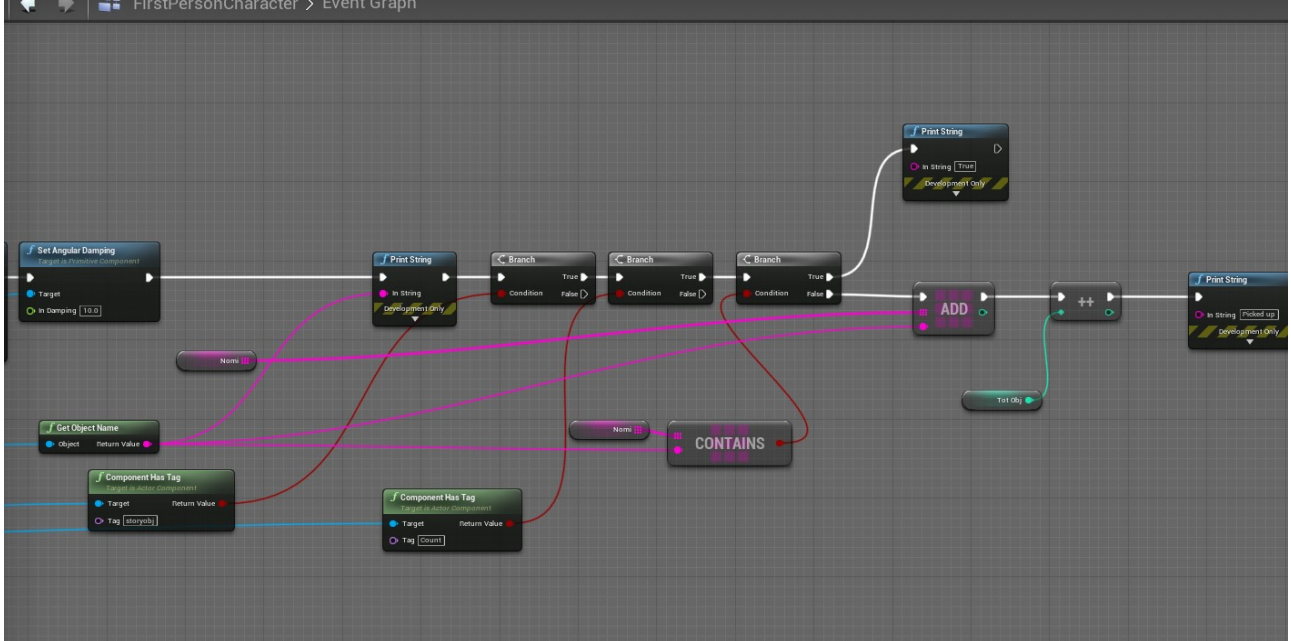 FirstPersonCharacter > Event Graph
Print String
In String True
Development Only
Set Angular Damping
Target is Primitive Component
Target
In Damping 10.0
Print String
In String
Development Only
Branch
True
Condition
False
Branch
True
Condition
False
Branch
True
Condition
False
ADD
++
Print String
In String Picked up
Development Only
Nomi
Tot Obj
Get Object Name
Object
Return Value
Nomi
CONTAINS
Component Has Tag
Target is Actor Component
Target
Return Value
Tag storyobj
Component Has Tag
Target is Actor Component
Target
Return Value
Tag Count